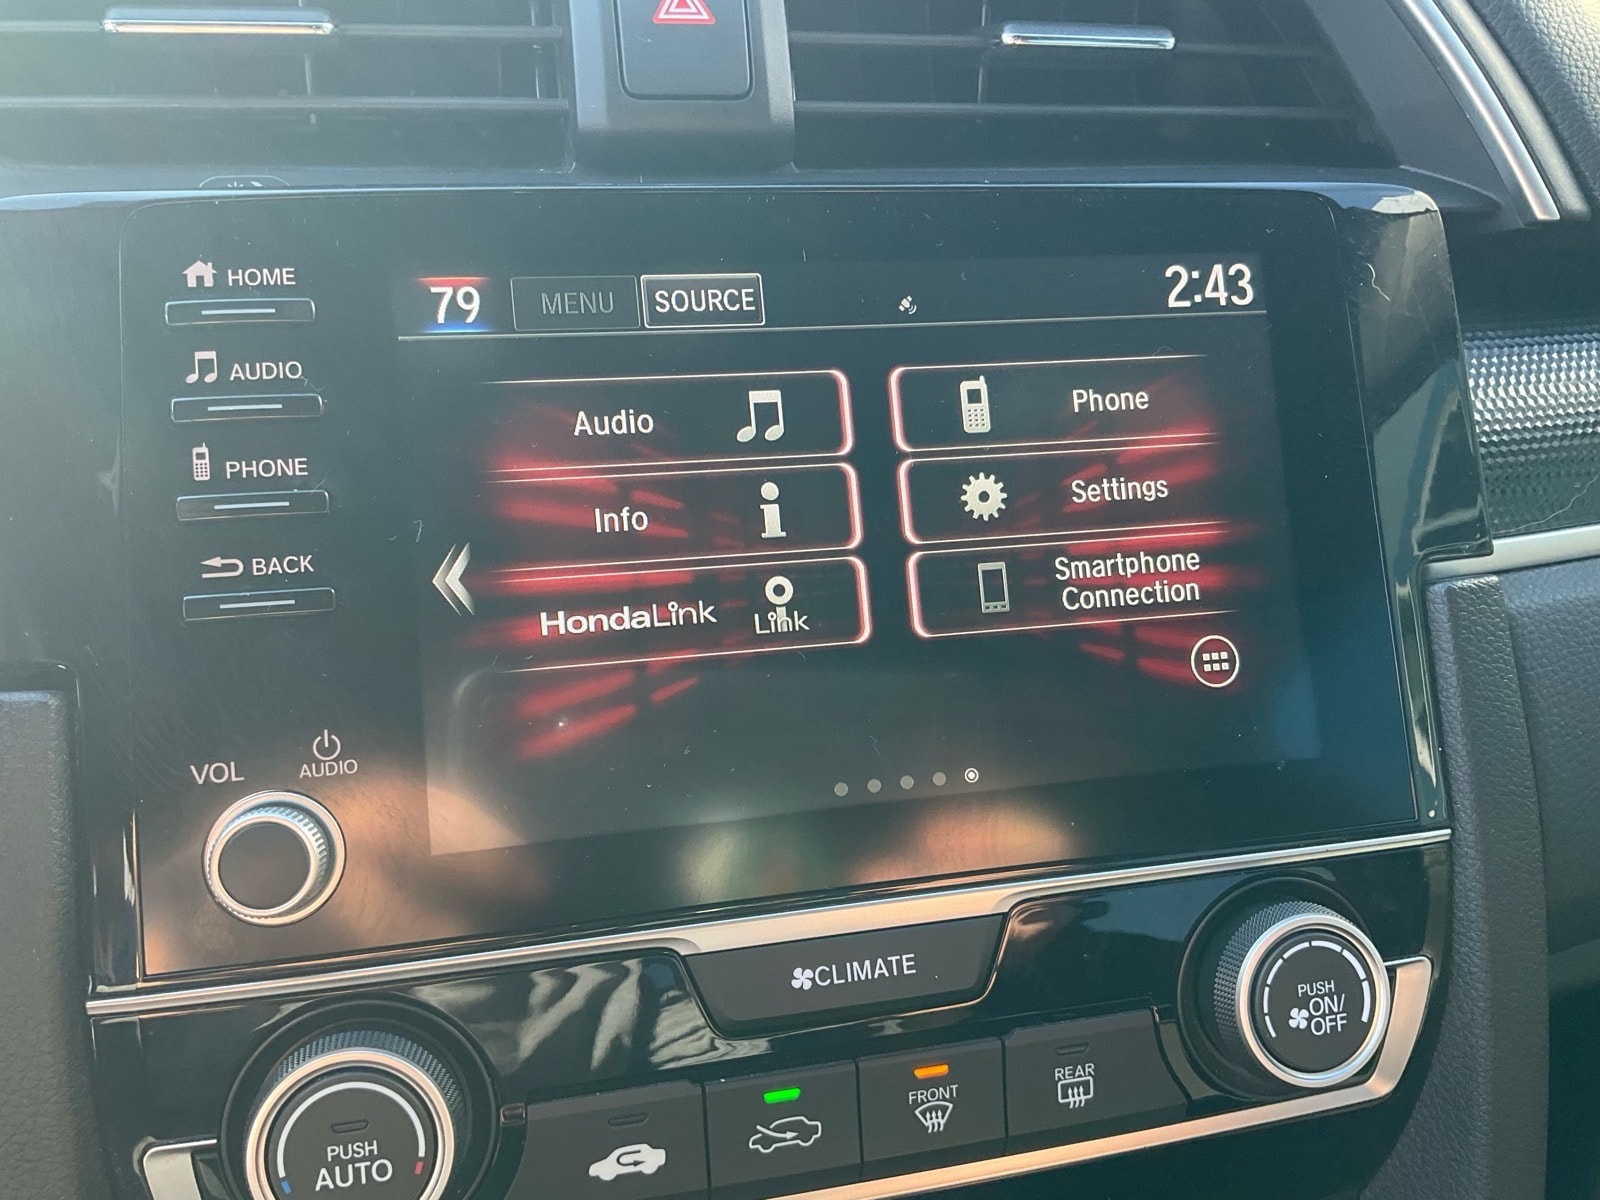 HOME
AUDIO
PHONE
BACK
VOL
AUDIO
79
MENU
SOURCE
2:43
Audio
Info
HondaLink
Link
Phone
Settings
Smartphone
Connection
CLIMATE
PUSH
ON/
OFF
PUSH
AUTO
FRONT
REAR